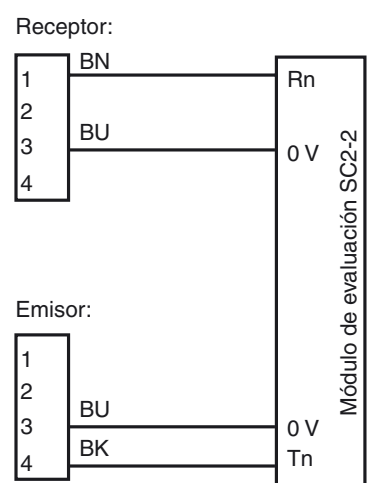 Receptor:
BN
1
Rn
2
BU
3
0 V
4
Módulo de evaluación SC2-2
Emisor:
1
2
BU
3
0 V
BK
4
Tn